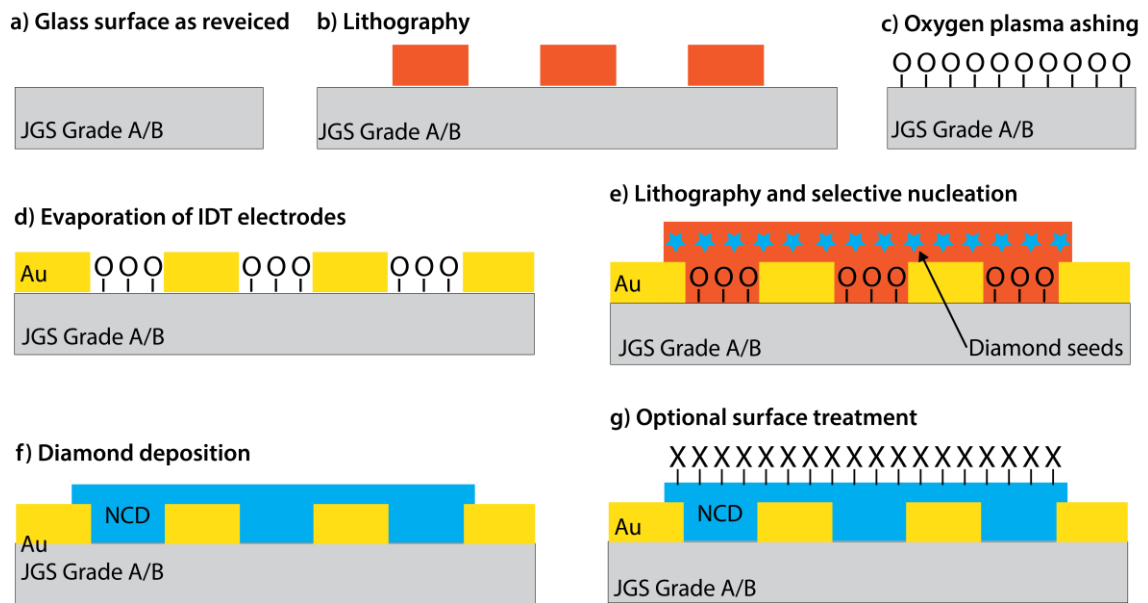 a) Glass surface as reveiced
b) Lithography
c) Oxygen plasma ashing
O O O O O O O O O O
JGS Grade A/B
JGS Grade A/B
JGS Grade A/B
d) Evaporation of IDT electrodes
Au
O O O
O O O
O O O
JGS Grade A/B
e) Lithography and selective nucleation
Au
O O O
O O O
O O O
JGS Grade A/B
Diamond seeds
f) Diamond deposition
NCD
Au
JGS Grade A/B
g) Optional surface treatment
X X X X X X X X X X X X X X X X X X
Au
NCD
JGS Grade A/B